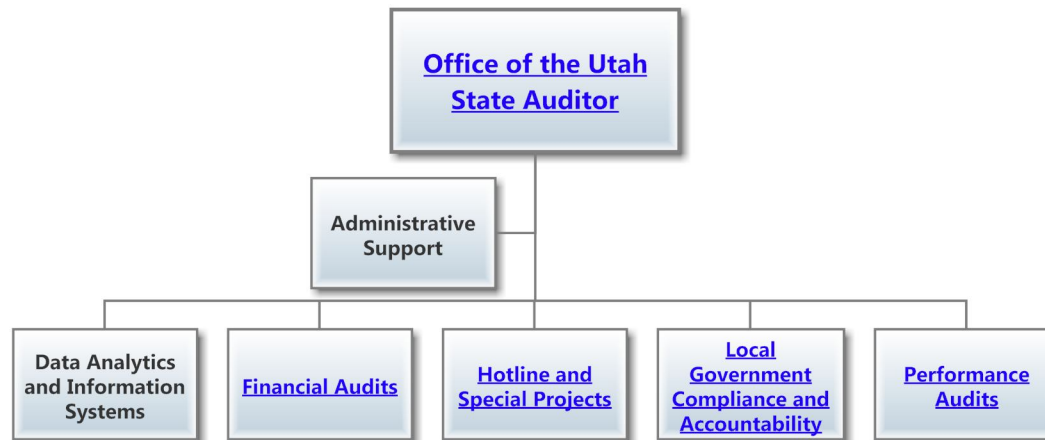 Office of the Utah
State Auditor
Administrative
Support
Data Analytics
and Information
Systems
Financial Audits
Hotline and
Special Projects
Local
Government
Compliance and
Accountability
Performance
Audits